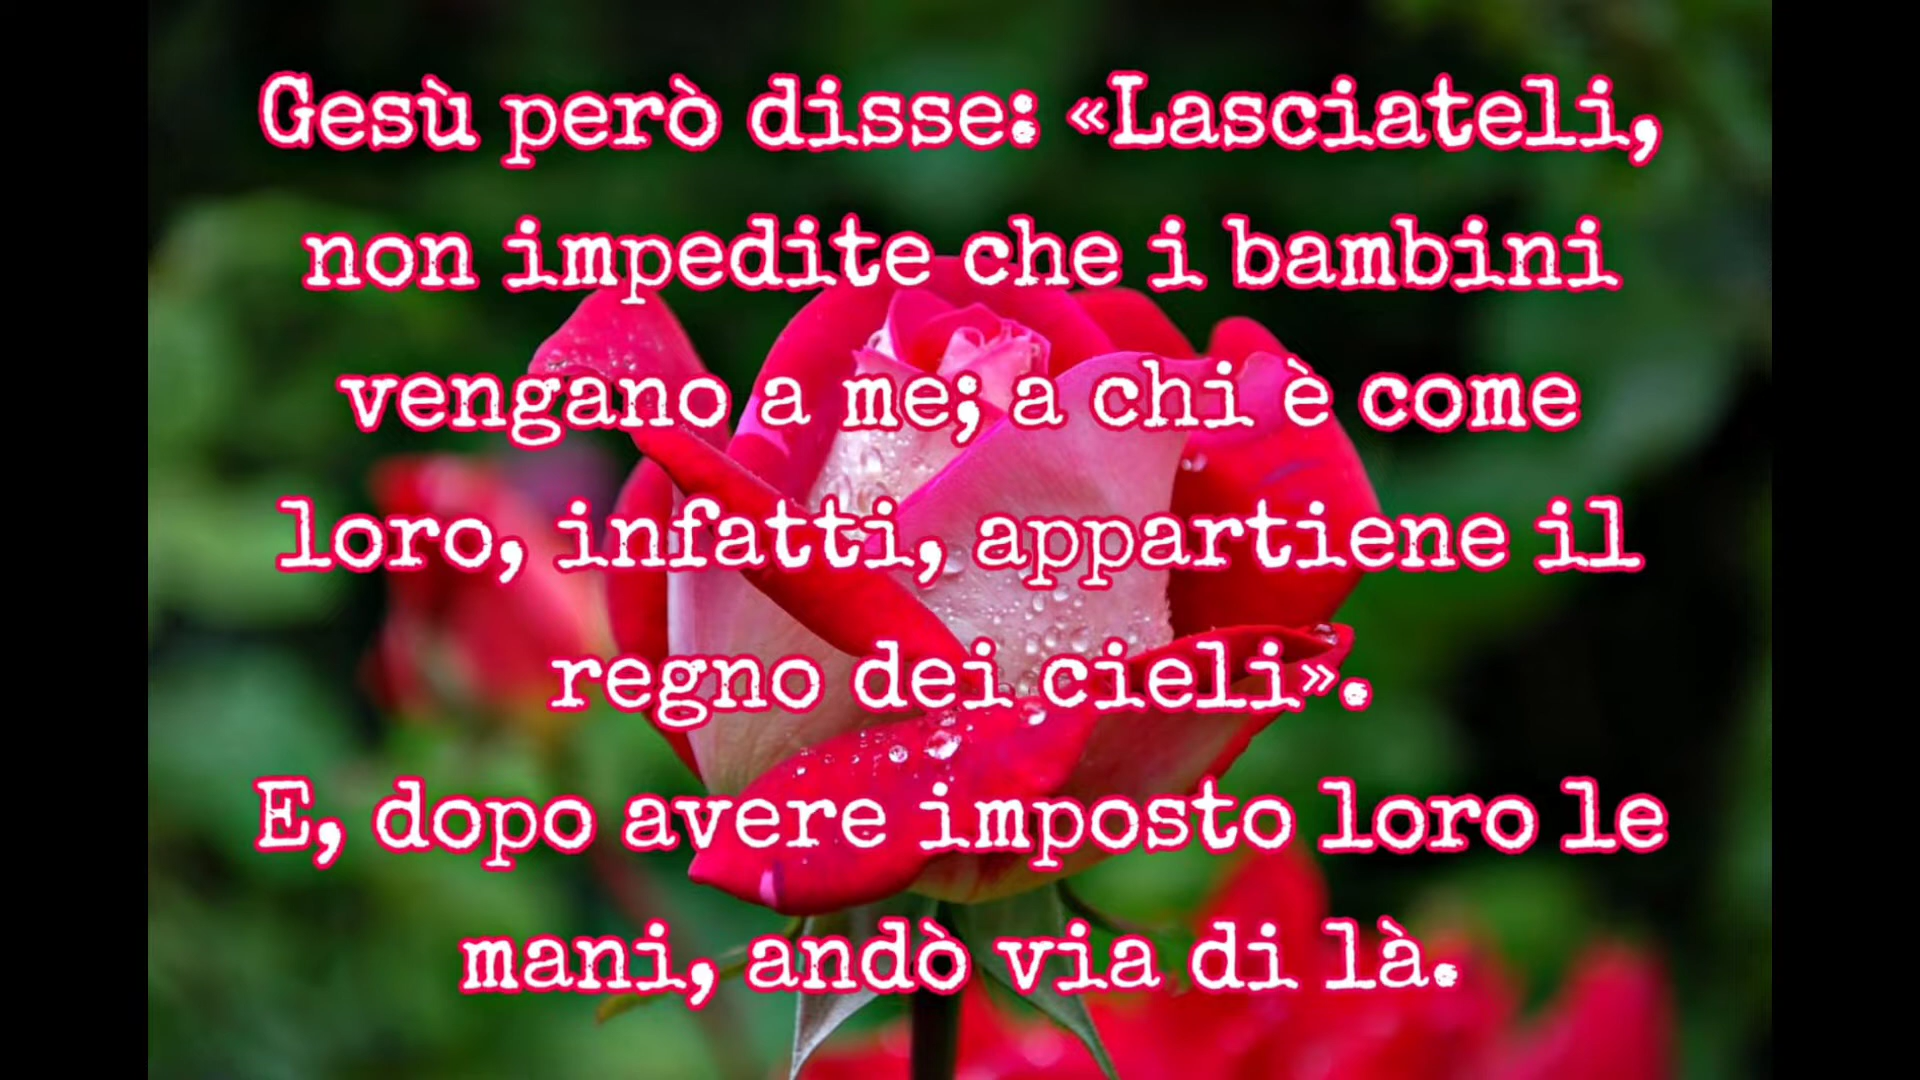 Gesù però disse: «Lasciateli,
non impedite che i bambini
vengano a me; a chi è come
loro, infatti, appartiene il
regno dei cieli».
E, dopo avere imposto loro le
mani, andò via di là.